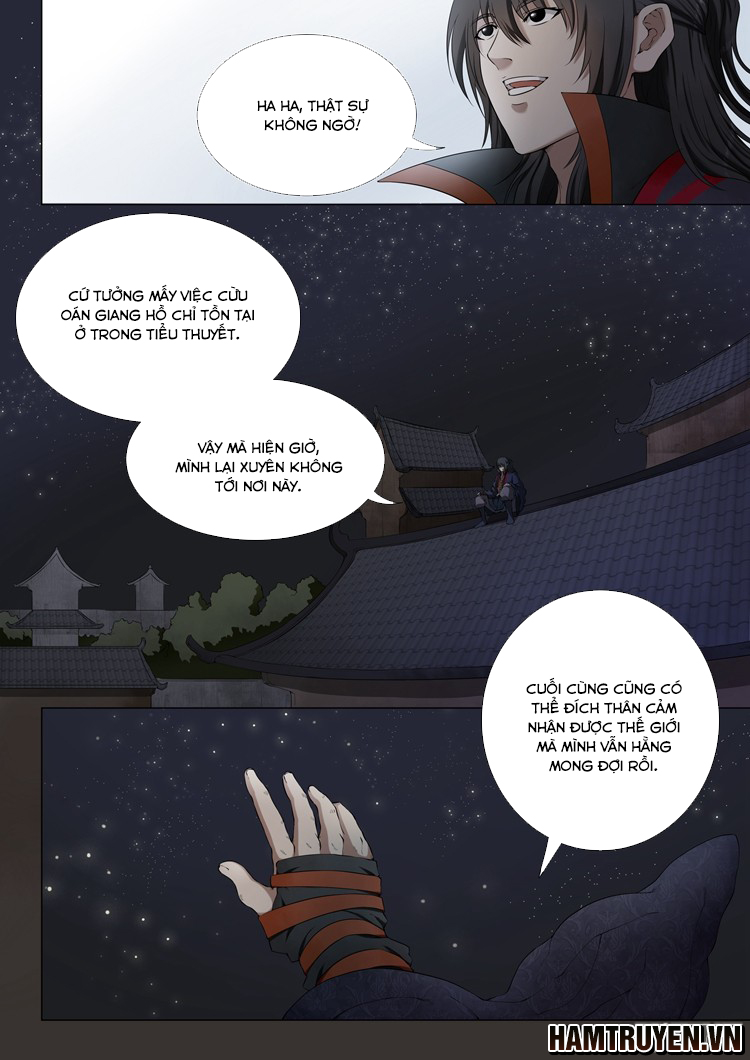 HA HA, THẬT SỰ
KHÔNG NGỜ!
CỨ TƯỞNG MẤY VIỆC CỪU
OÁN GIANG HỒ CHỈ TỒN TẠI
Ở TRONG TIỂU THUYẾT.
VẬY MÀ HIỆN GIỜ,
MÌNH LẠI XUYÊN KHÔNG
TỚI NƠI NÀY.
CUỐI CÙNG CŨNG CÓ
THỂ ĐÍCH THÂN CẢM
NHẬN ĐƯỢC THẾ GIỚI
MÀ MÌNH VẪN HẰNG
MONG ĐỢI RỒI.
HAMTRUYEN.VN